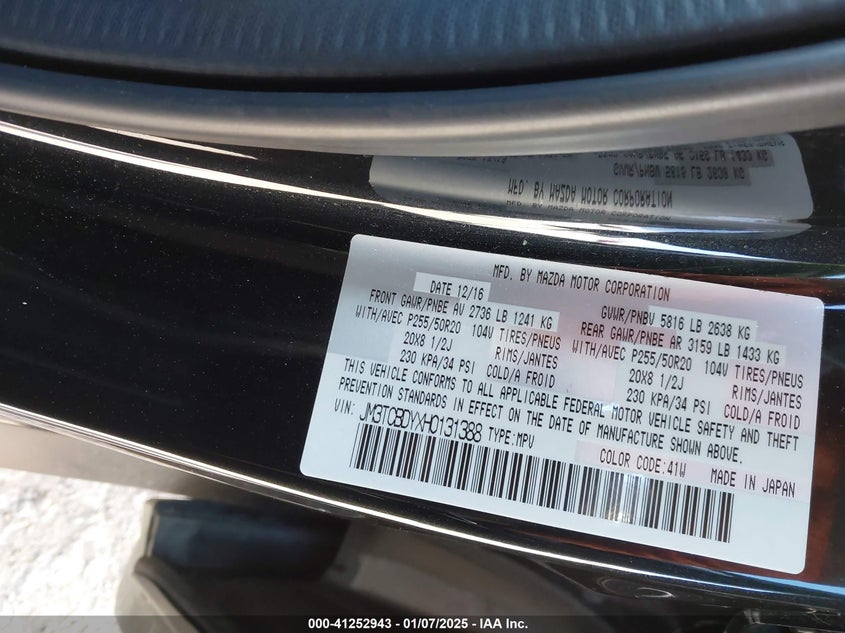 MFD. BY MAZDA MOTOR CORPORATION
DATE 12/16 GVWR/PNBV 5816 LB 2638 KG
FRONT GAWR/PNBE AV 2736 LB 1241 KG REAR GAWR/PNBE AR 3159 LB 1433 KG
WITH/AVEC P255/50R20 104V TIRES/PNEUS WITH/AVEC P255/50R20 104V TIRES/PNEUS
20X8 1/2J RIMS/JANTES 20X8 1/2J RIMS/JANTES
230 KPA/34 PSI COLD/A FROID 230 KPA/34 PSI COLD/A FROID
THIS VEHICLE CONFORMS TO ALL APPLICABLE FEDERAL MOTOR VEHICLE SAFETY AND THEFT
PREVENTION STANDARDS IN EFFECT ON THE DATE OF MANUFACTURE SHOWN ABOVE.
VIN: JM3TCBDYXH0131388 TYPE:MPV
COLOR CODE:41W MADE IN JAPAN
000-41252943 - 01/07/2025 - IAA Inc.